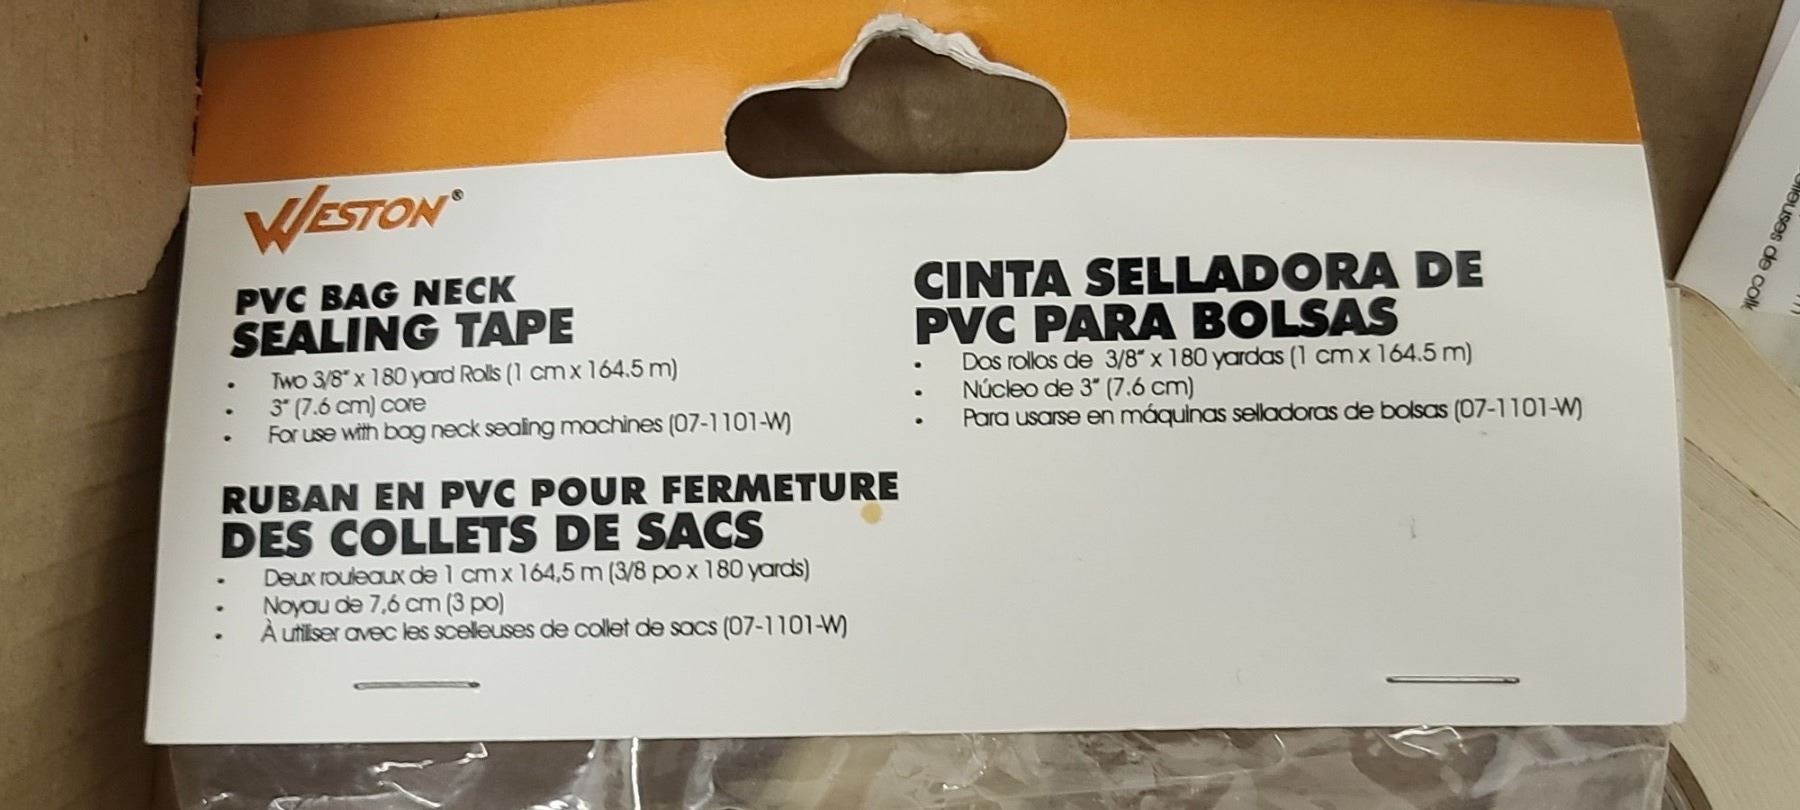 WESTON®
PVC BAG NECK
SEALING TAPE
• Two 3/8" x 180 yard Rolls (1 cm x 164.5 m)
• 3" (7.6 cm) core
• For use with bag neck sealing machines (07-1101-W)
RUBAN EN PVC POUR FERMETURE
DES COLLETS DE SACS
• Deux rouleaux de 1 cm x 164,5 m (3/8 po x 180 yards)
• Noyau de 7,6 cm (3 po)
• À utiliser avec les scelleuses de collet de sacs (07-1101-W)
CINTA SELLADORA DE
PVC PARA BOLSAS
• Dos rollos de 3/8" x 180 yardas (1 cm x 164.5 m)
• Núcleo de 3" (7.6 cm)
• Para usarse en máquinas selladoras de bolsas (07-1101-W)
de